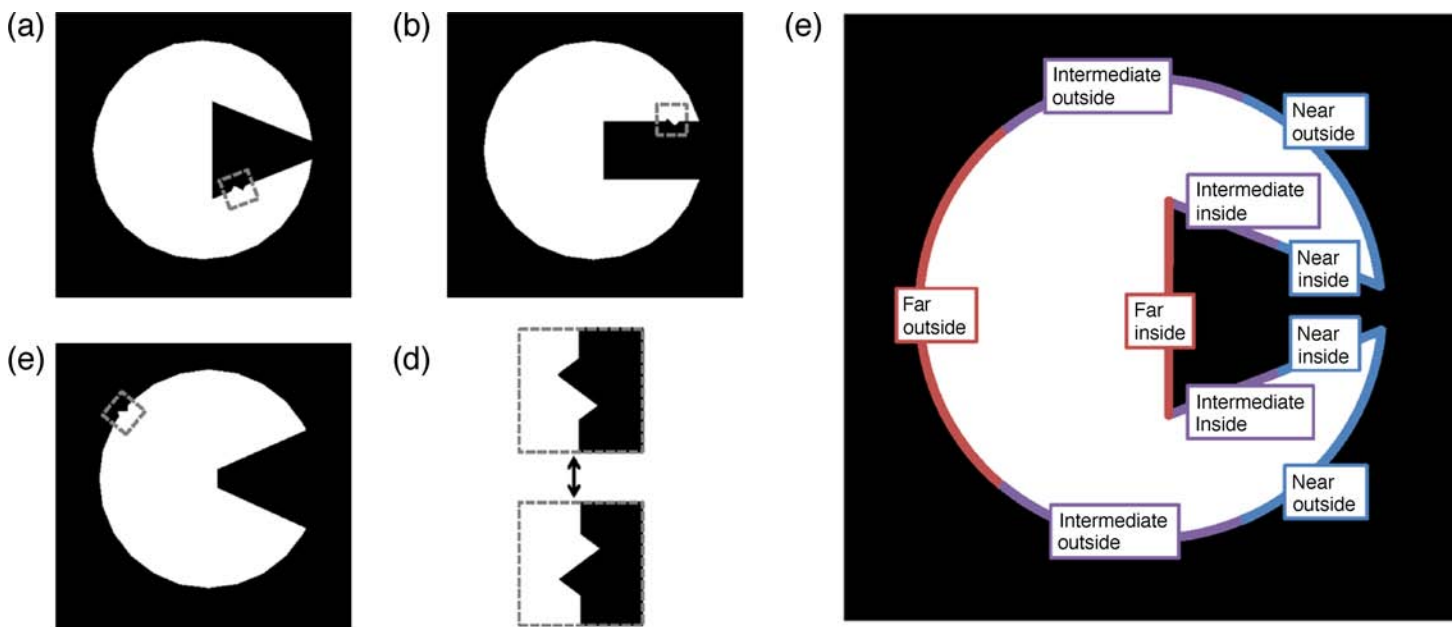 (a)
(b)
(e)
(d)
(e)
Intermediate
outside
Near
outside
Intermediate
inside
Near
inside
Far
outside
Far
inside
Near
inside
Intermediate
Inside
Near
outside
Intermediate
outside